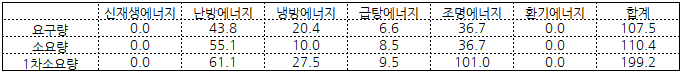 신재생에너지 난방에너지 냉방에너지 급탕에너지 조명에너지 환기에너지 합계
요구량 0.0 43.8 20.4 6.6 36.7 0.0 107.5
소요량 0.0 55.1 10.0 8.5 36.7 0.0 110.4
1차소요량 0.0 61.1 27.5 9.5 101.0 0.0 199.2